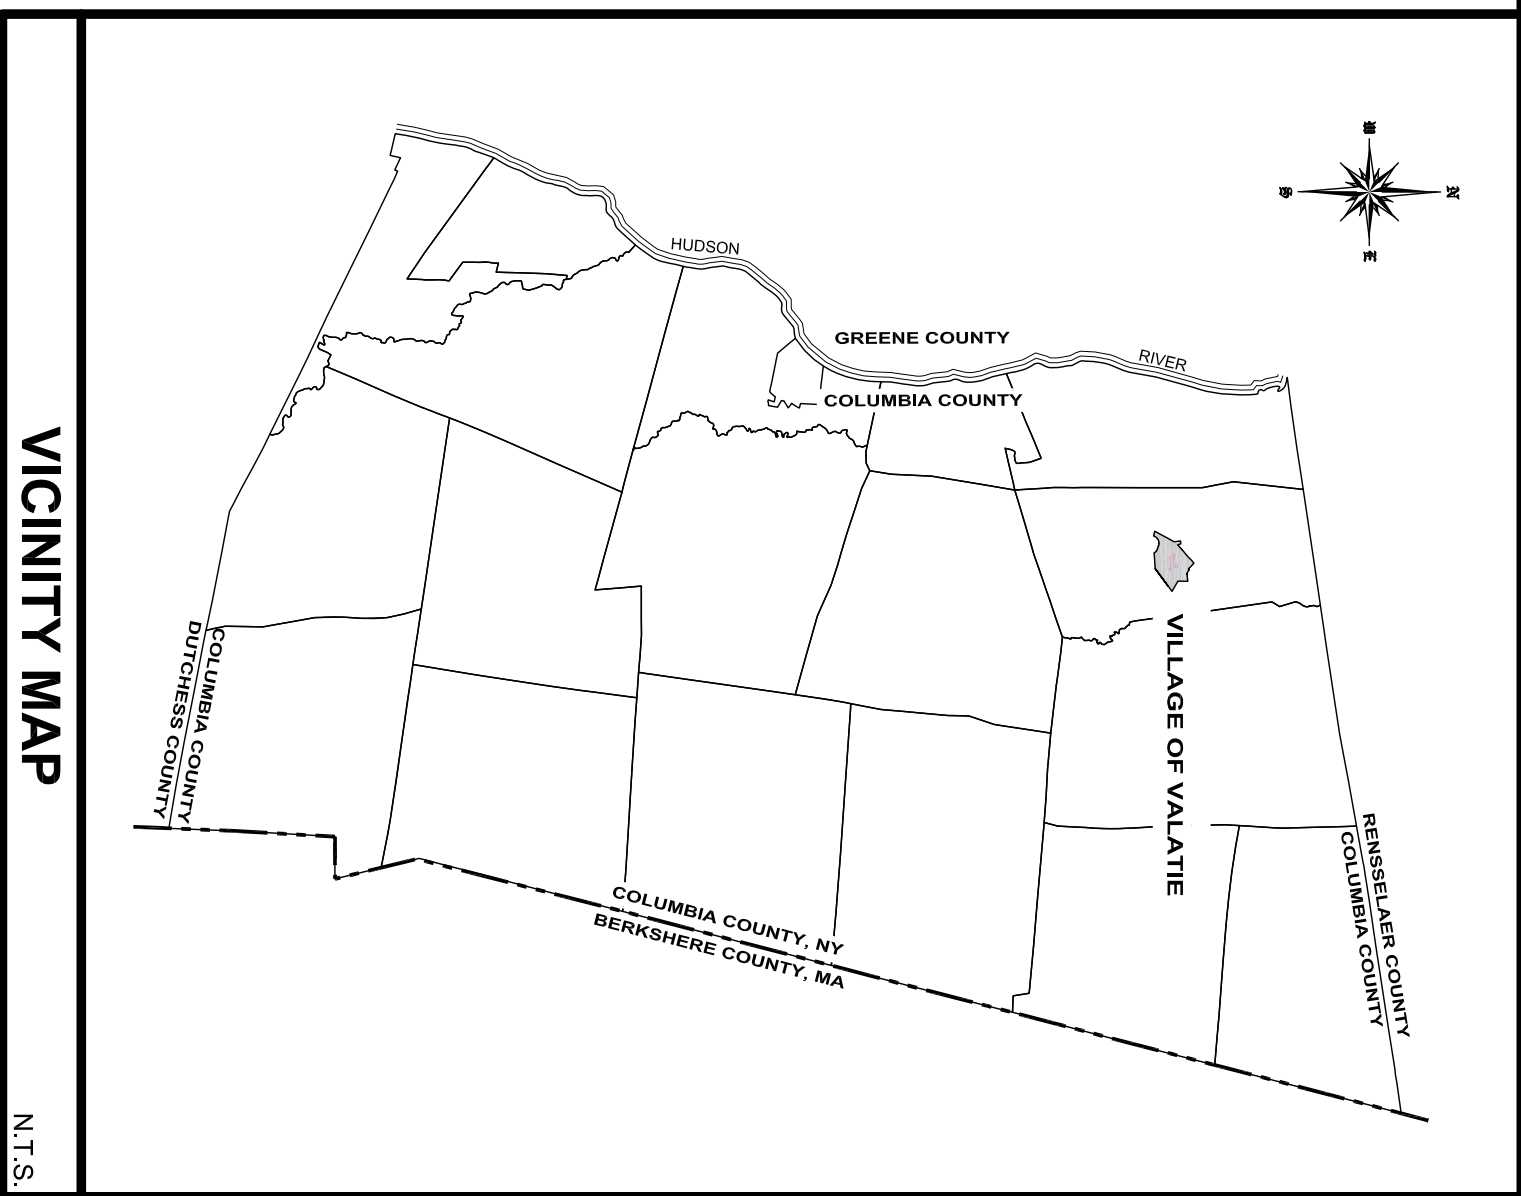 W
N
S
E
HUDSON
GREENE COUNTY
RIVER
COLUMBIA COUNTY
VILLAGE OF VALATIE
COLUMBIA COUNTY
DUTCHESS COUNTY
RENSSELAER COUNTY
COLUMBIA COUNTY
COLUMBIA COUNTY, NY
BERKSHERE COUNTY, MA
VICINITY MAP
N.T.S.